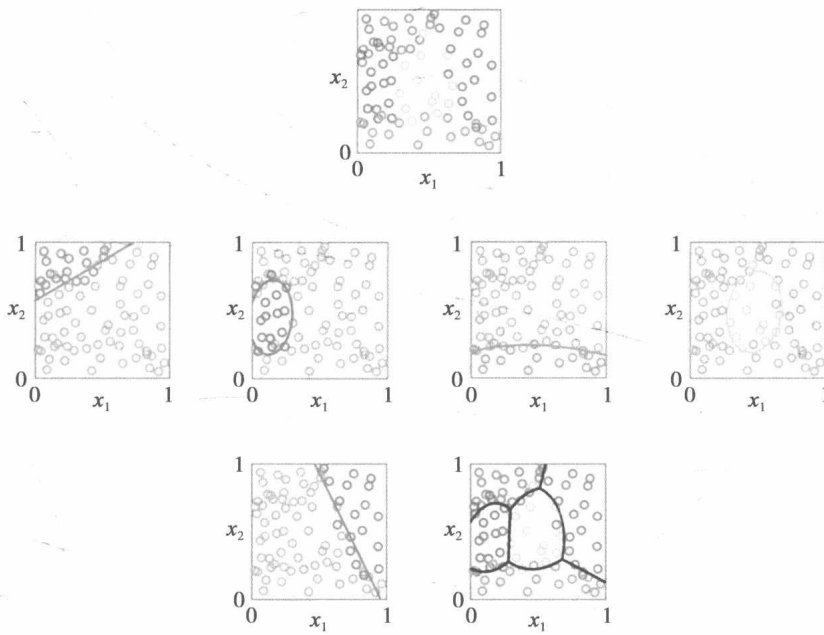 x2
0
0 1
x1
1 1 1 1
x2 x2 x2 x2
0 0 0 0
0 1 0 1 0 1 0 1
x1 x1 x1 x1
1 1
x2 x2
0 0
0 1 0 1
x1 x1